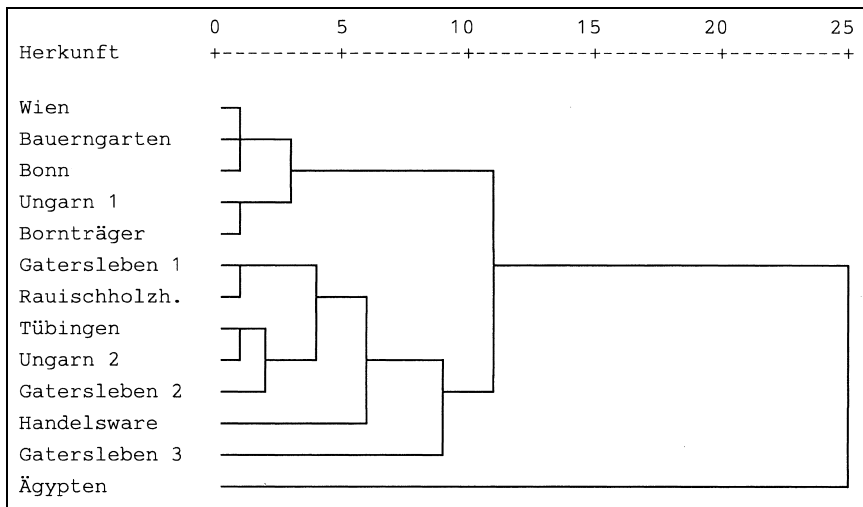 0 5 10 15 20 25
Herkunft +---------+---------+---------+---------+---------+
Wien
Bauerngarten
Bonn
Ungarn 1
Bornträger
Gatersleben 1
Rauischholzh.
Tübingen
Ungarn 2
Gatersleben 2
Handelsware
Gatersleben 3
Ägypten